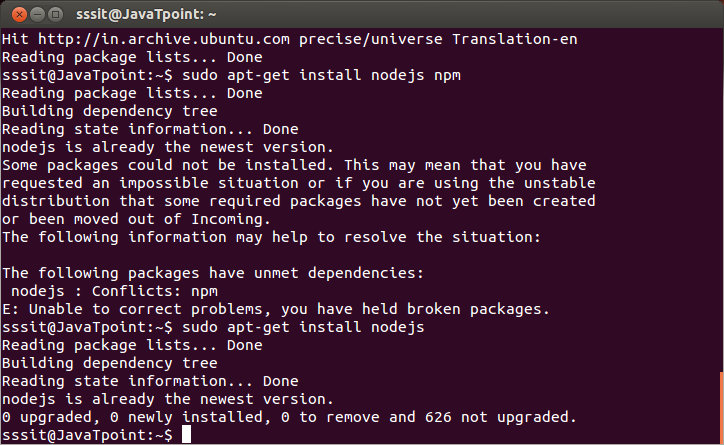 sssit@JavaTpoint: ~
Hit http://in.archive.ubuntu.com precise/universe Translation-en
Reading package lists... Done
sssit@JavaTpoint:~$ sudo apt-get install nodejs npm
Reading package lists... Done
Building dependency tree
Reading state information... Done
nodejs is already the newest version.
Some packages could not be installed. This may mean that you have
requested an impossible situation or if you are using the unstable
distribution that some required packages have not yet been created
or been moved out of Incoming.
The following information may help to resolve the situation:

The following packages have unmet dependencies:
 nodejs : Conflicts: npm
E: Unable to correct problems, you have held broken packages.
sssit@JavaTpoint:~$ sudo apt-get install nodejs
Reading package lists... Done
Building dependency tree
Reading state information... Done
nodejs is already the newest version.
0 upgraded, 0 newly installed, 0 to remove and 626 not upgraded.
sssit@JavaTpoint:~$